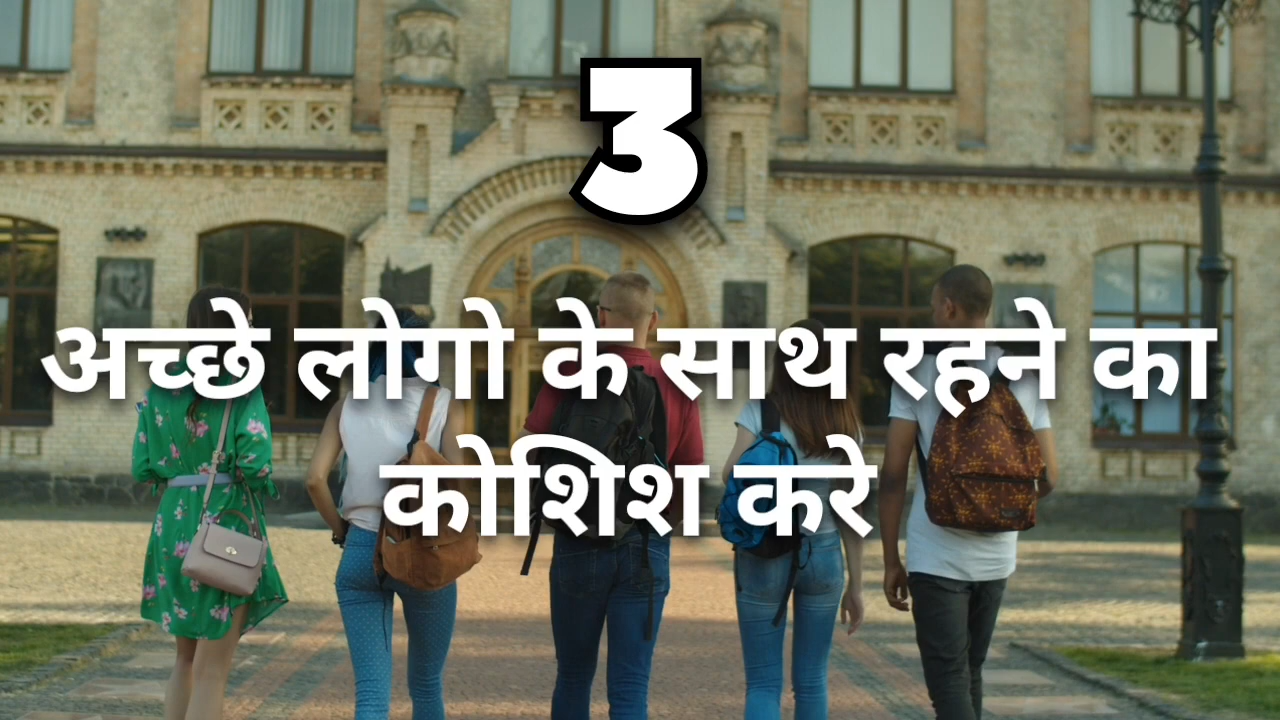 3
अच्छे लोगो के साथ रहने का
कोशिश करे